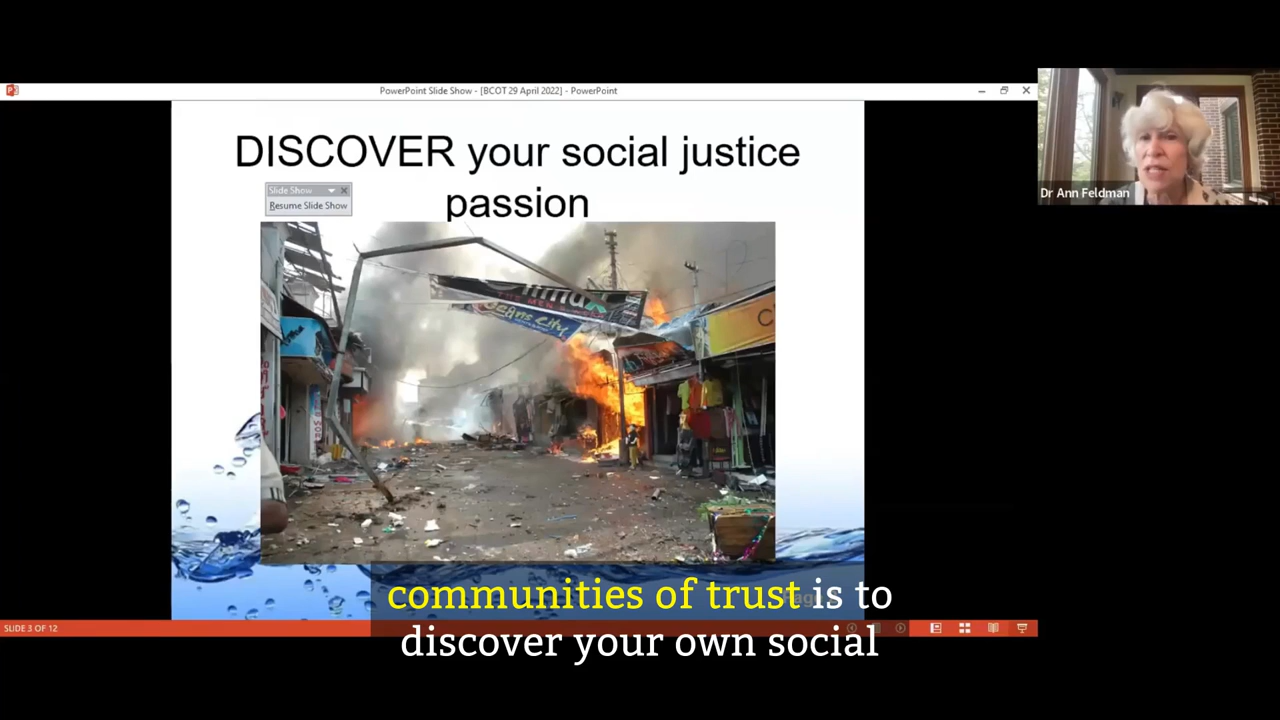 PowerPoint Slide Show - [BCOT 29 April 2022] - PowerPoint
DISCOVER your social justice
passion
Slide Show
Resume Slide Show
Dr Ann Feldman
communities of trust is to
discover your own social
SLIDE 3 OF 12